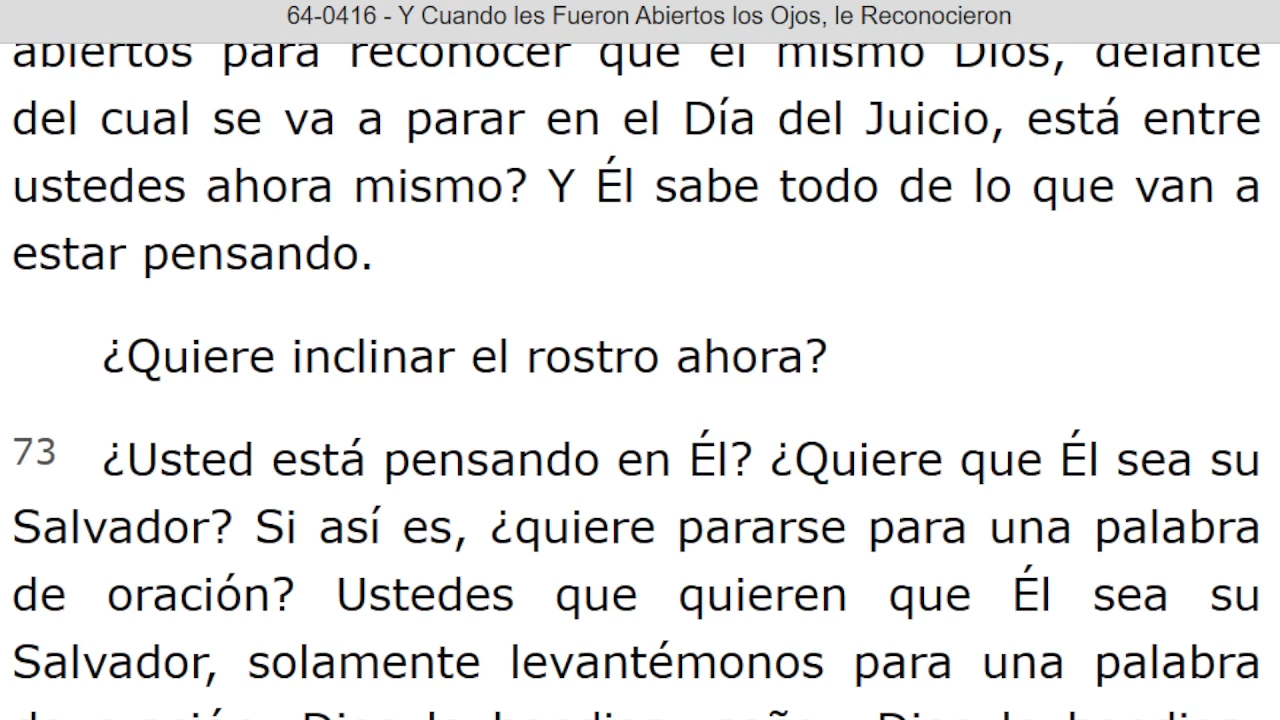 64-0416 - Y Cuando les Fueron Abiertos los Ojos, le Reconocieron
abiertos para reconocer que el mismo Dios, delante
del cual se va a parar en el Día del Juicio, está entre
ustedes ahora mismo? Y Él sabe todo de lo que van a
estar pensando.
¿Quiere inclinar el rostro ahora?
73 ¿Usted está pensando en Él? ¿Quiere que Él sea su
Salvador? Si así es, ¿quiere pararse para una palabra
de oración? Ustedes que quieren que Él sea su
Salvador, solamente levantémonos para una palabra